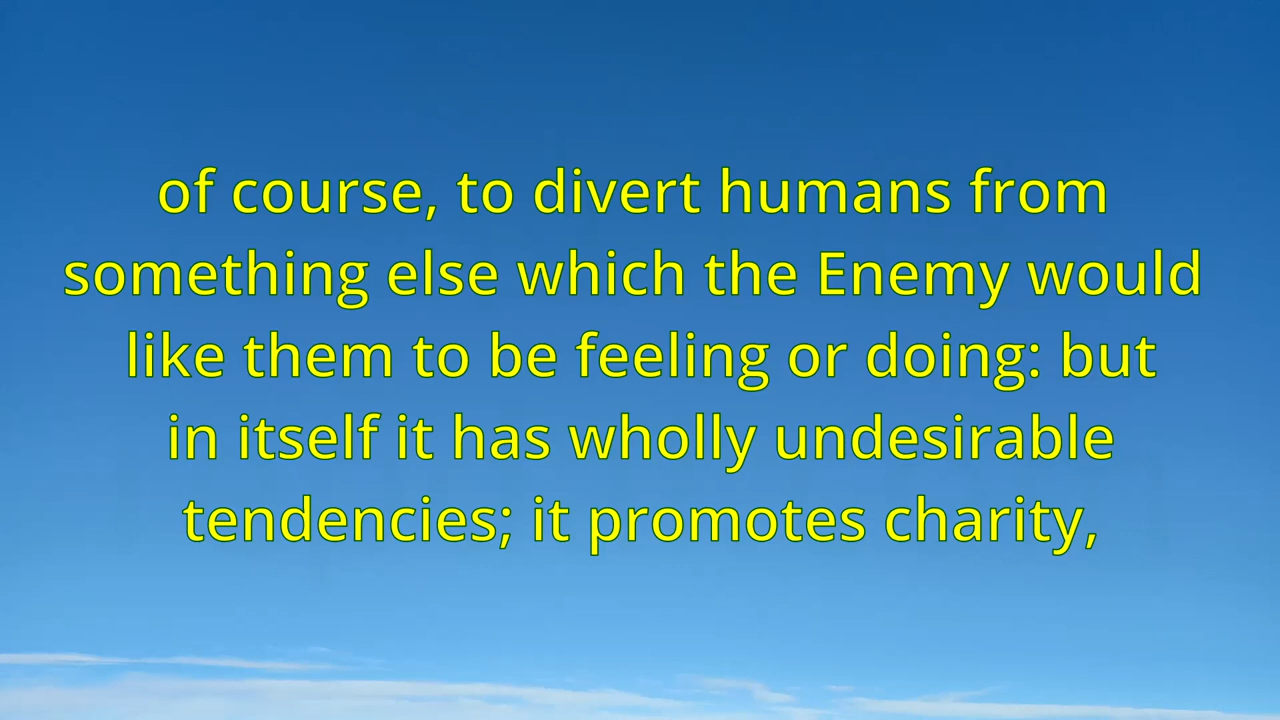 of course, to divert humans from
something else which the Enemy would
like them to be feeling or doing: but
in itself it has wholly undesirable
tendencies; it promotes charity,